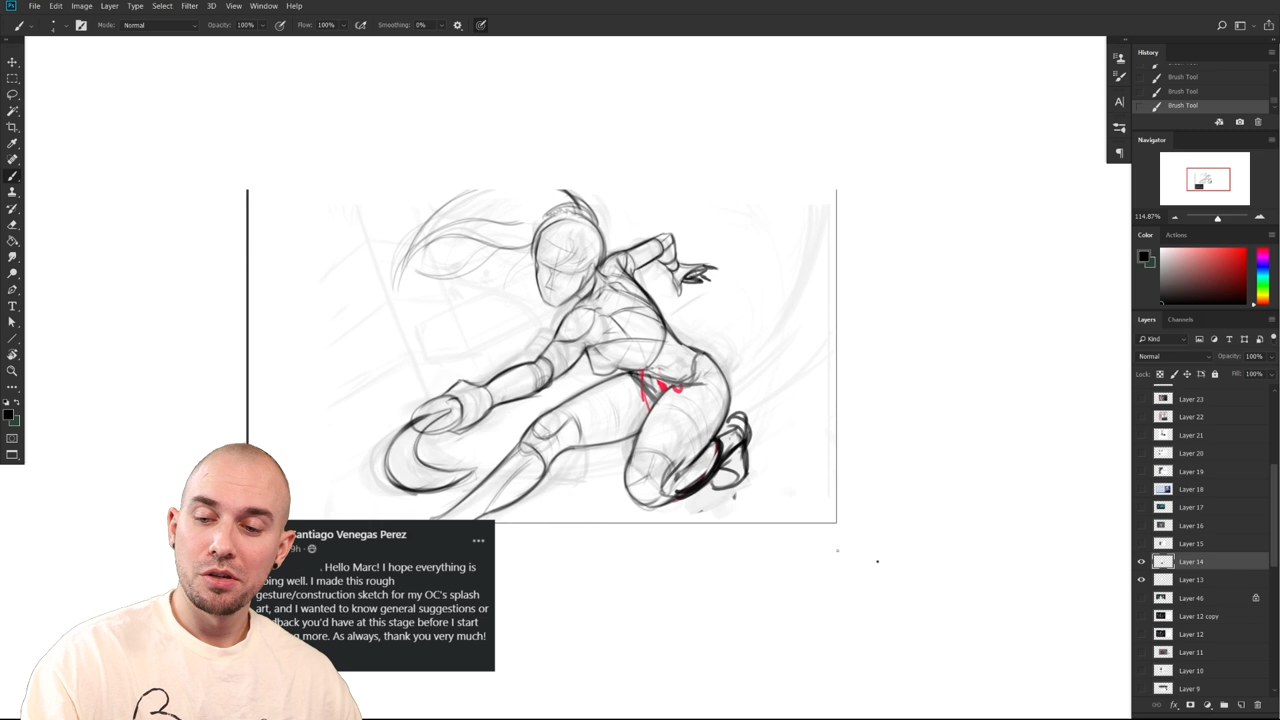 Ps File Edit Image Layer Type Select Filter 3D View Window Help
4 Mode: Normal Opacity: 100% Flow: 100% Smoothing: 0%
History
Brush Tool
Brush Tool
Brush Tool
Navigator
114.87%
Color Actions
Layers Channels
Kind
Normal Opacity: 100%
Lock: Fill: 100%
Layer 23
Layer 22
Layer 21
Layer 20
Layer 19
Layer 18
Layer 17
Layer 16
Layer 15
Layer 14
Layer 13
Layer 46
Layer 12 copy
Layer 12
Layer 11
Layer 10
Layer 9
Santiago Venegas Perez
9h
. Hello Marc! I hope everything is
going well. I made this rough
gesture/construction sketch for my OC's splash
art, and I wanted to know general suggestions or
you'd have at this stage before I start
more. As always, thank you very much!